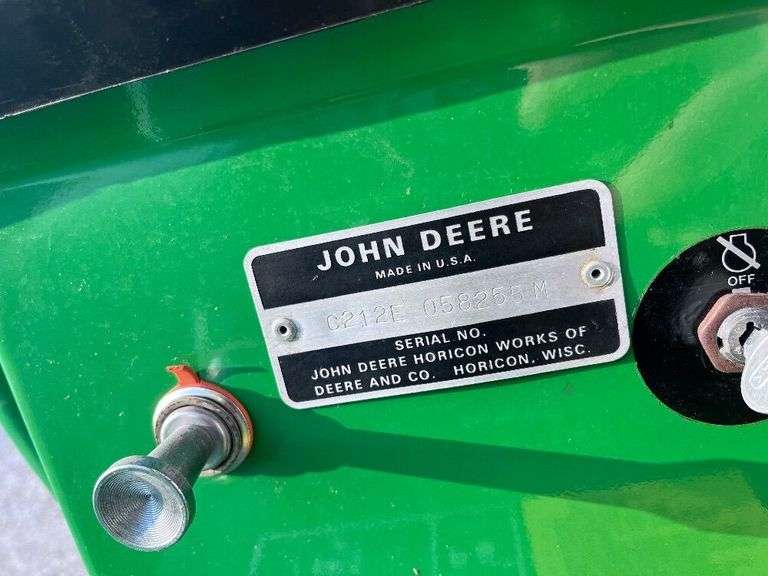 JOHN DEERE
MADE IN U.S.A.
C212E 058255M
SERIAL NO.
JOHN DEERE HORICON WORKS OF
DEERE AND CO. HORICON, WISC.
OFF